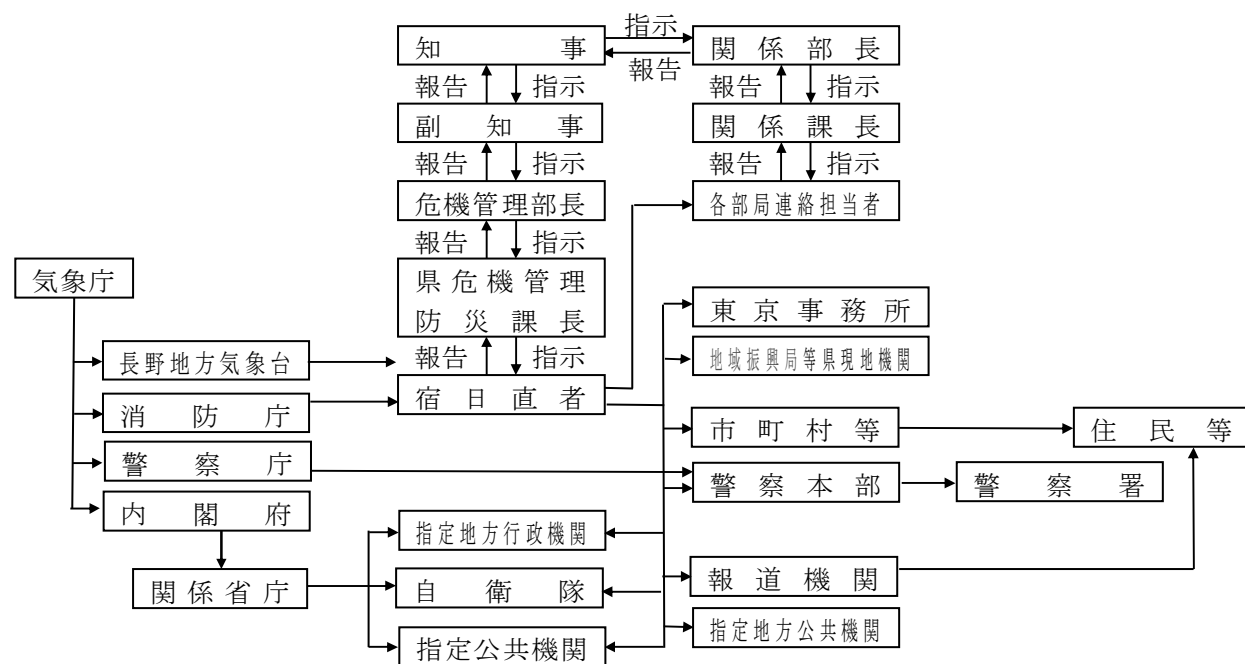 指示
知事
関係部長
報告
報告
指示
報告
指示
副知事
関係課長
報告
指示
報告
指示
危機管理部長
各部局連絡担当者
報告
指示
気象庁
県危機管理
防災課長
東京事務所
長野地方気象台
報告
指示
地域振興局等県現地機関
消防庁
宿日直者
市町村等
住民等
警察庁
警察本部
警察署
内閣府
指定地方行政機関
関係省庁
自衛隊
報道機関
指定公共機関
指定地方公共機関